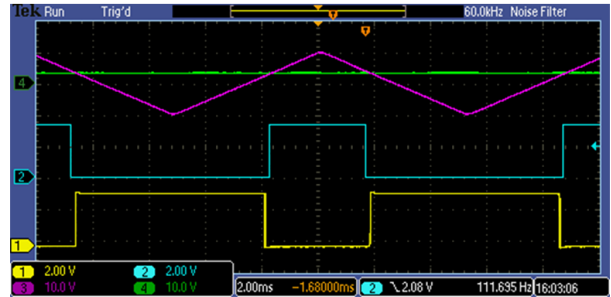 Tek Run Trig'd 60.0kHz Noise Filter
T
T
4
2
1
1 2.00 V 2 2.00 V
3 10.0 V 4 10.0 V
2.00ms -1.68000ms 2 2.08 V 111.695 Hz 16:03:06